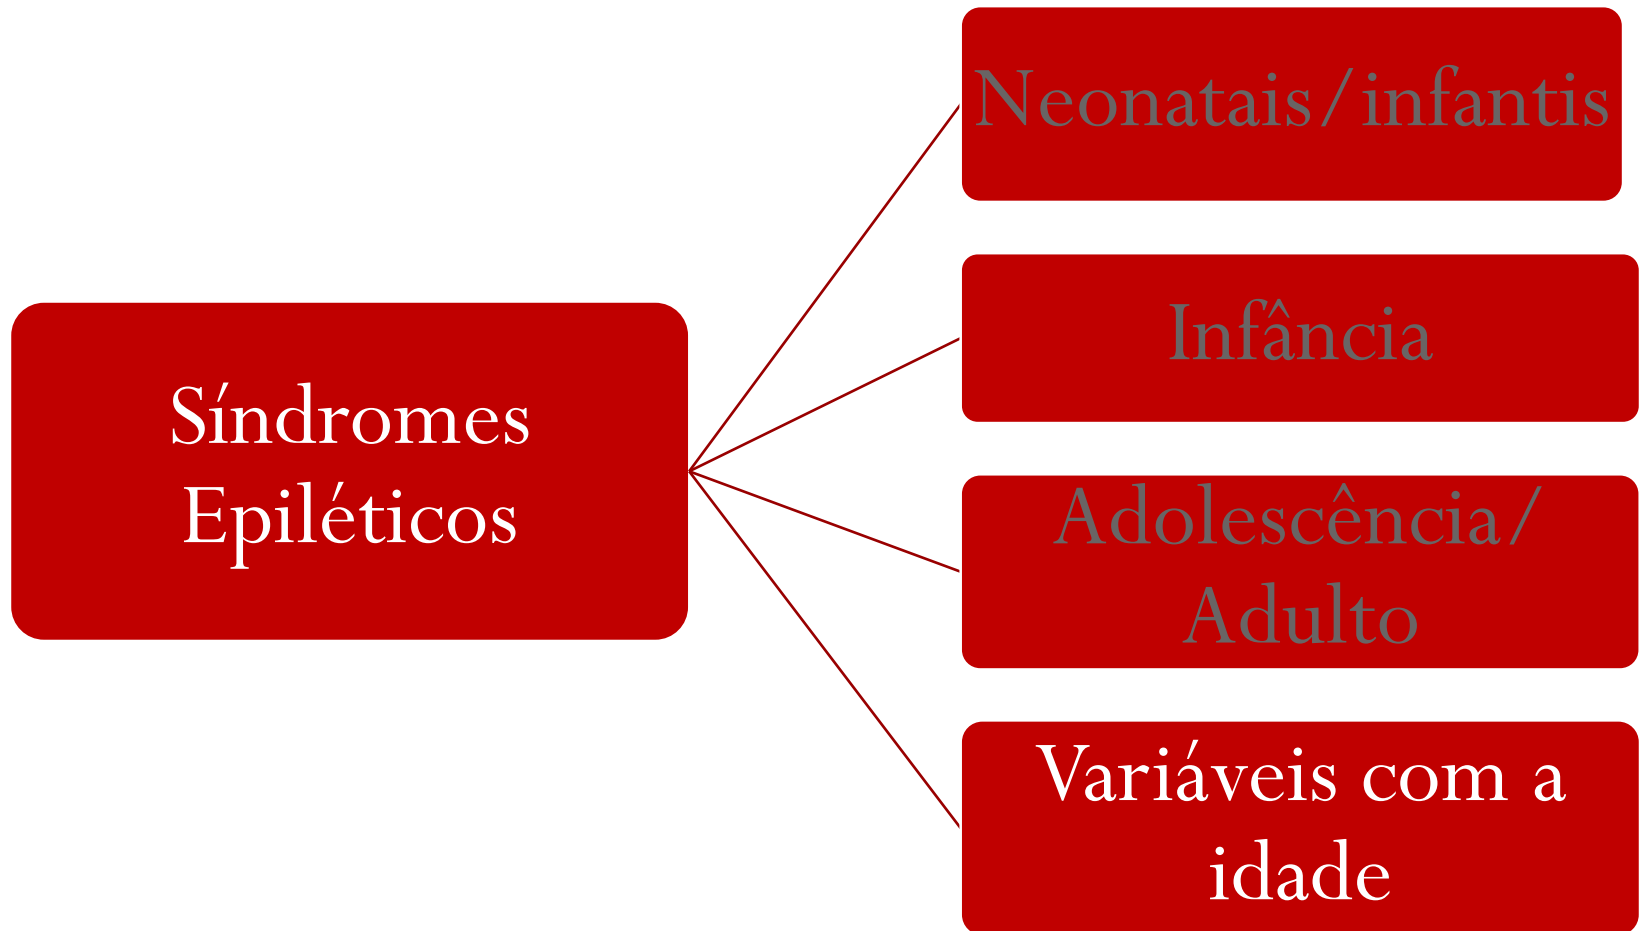 Síndromes
Epiléticos
Neonatais/infantis
Infância
Adolescência/
Adulto
Variáveis com a
idade